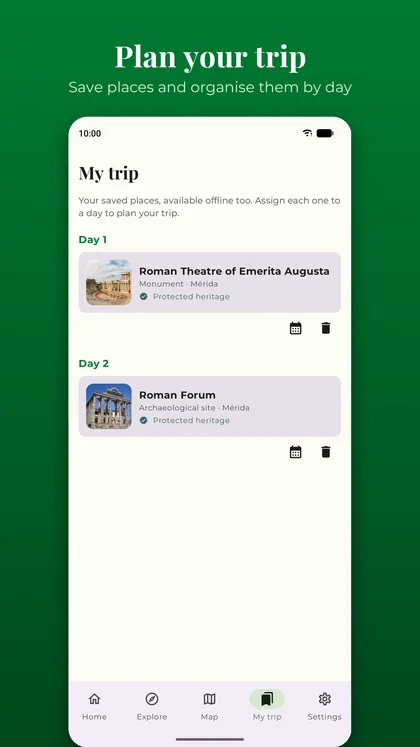 Plan your trip
Save places and organise them by day
10:00
My trip
Your saved places, available offline too. Assign each one to
a day to plan your trip.
Day 1
Roman Theatre of Emerita Augusta
Monument · Mérida
Protected heritage
Day 2
Roman Forum
Archaeological site · Mérida
Protected heritage
Home Explore Map My trip Settings